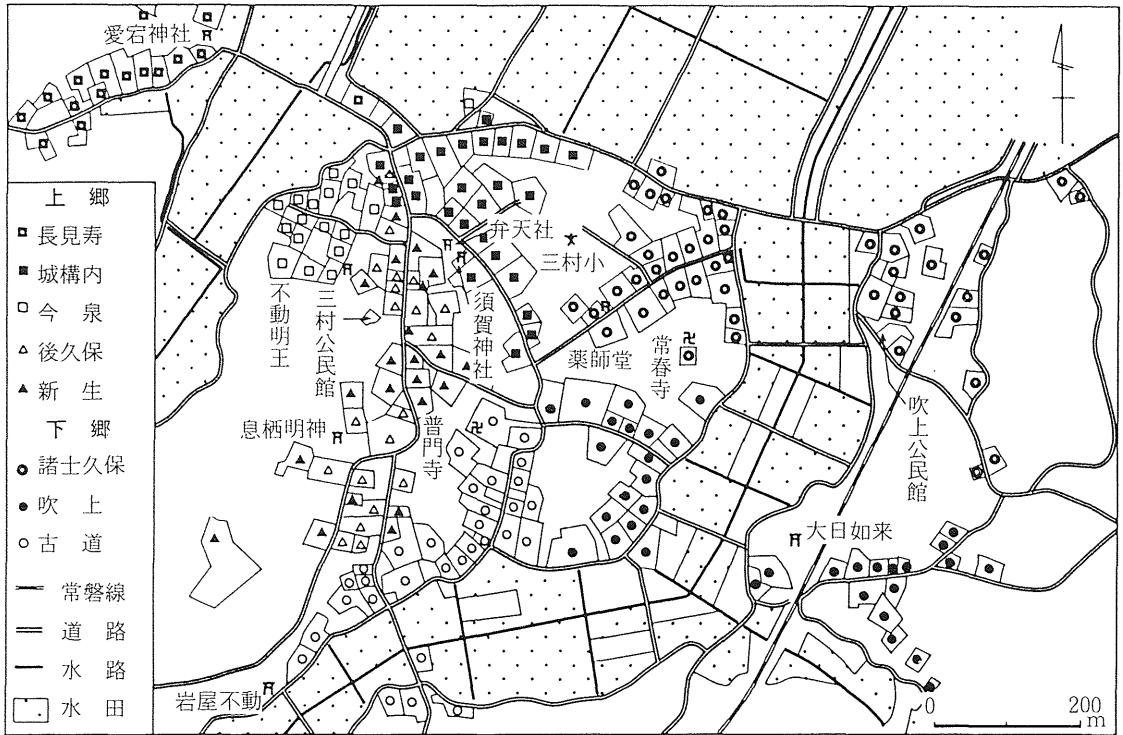 愛宕神社
上郷
長見寿
城構内
今泉
後久保
新生
下郷
諸士久保
吹上
古道
常磐線
道路
水路
水田
弁天社
三村小
不動明王
三村公民館
須賀神社
薬師堂
常春寺
息栖明神
普門寺
吹上公民館
大日如来
岩屋不動
0 200
m